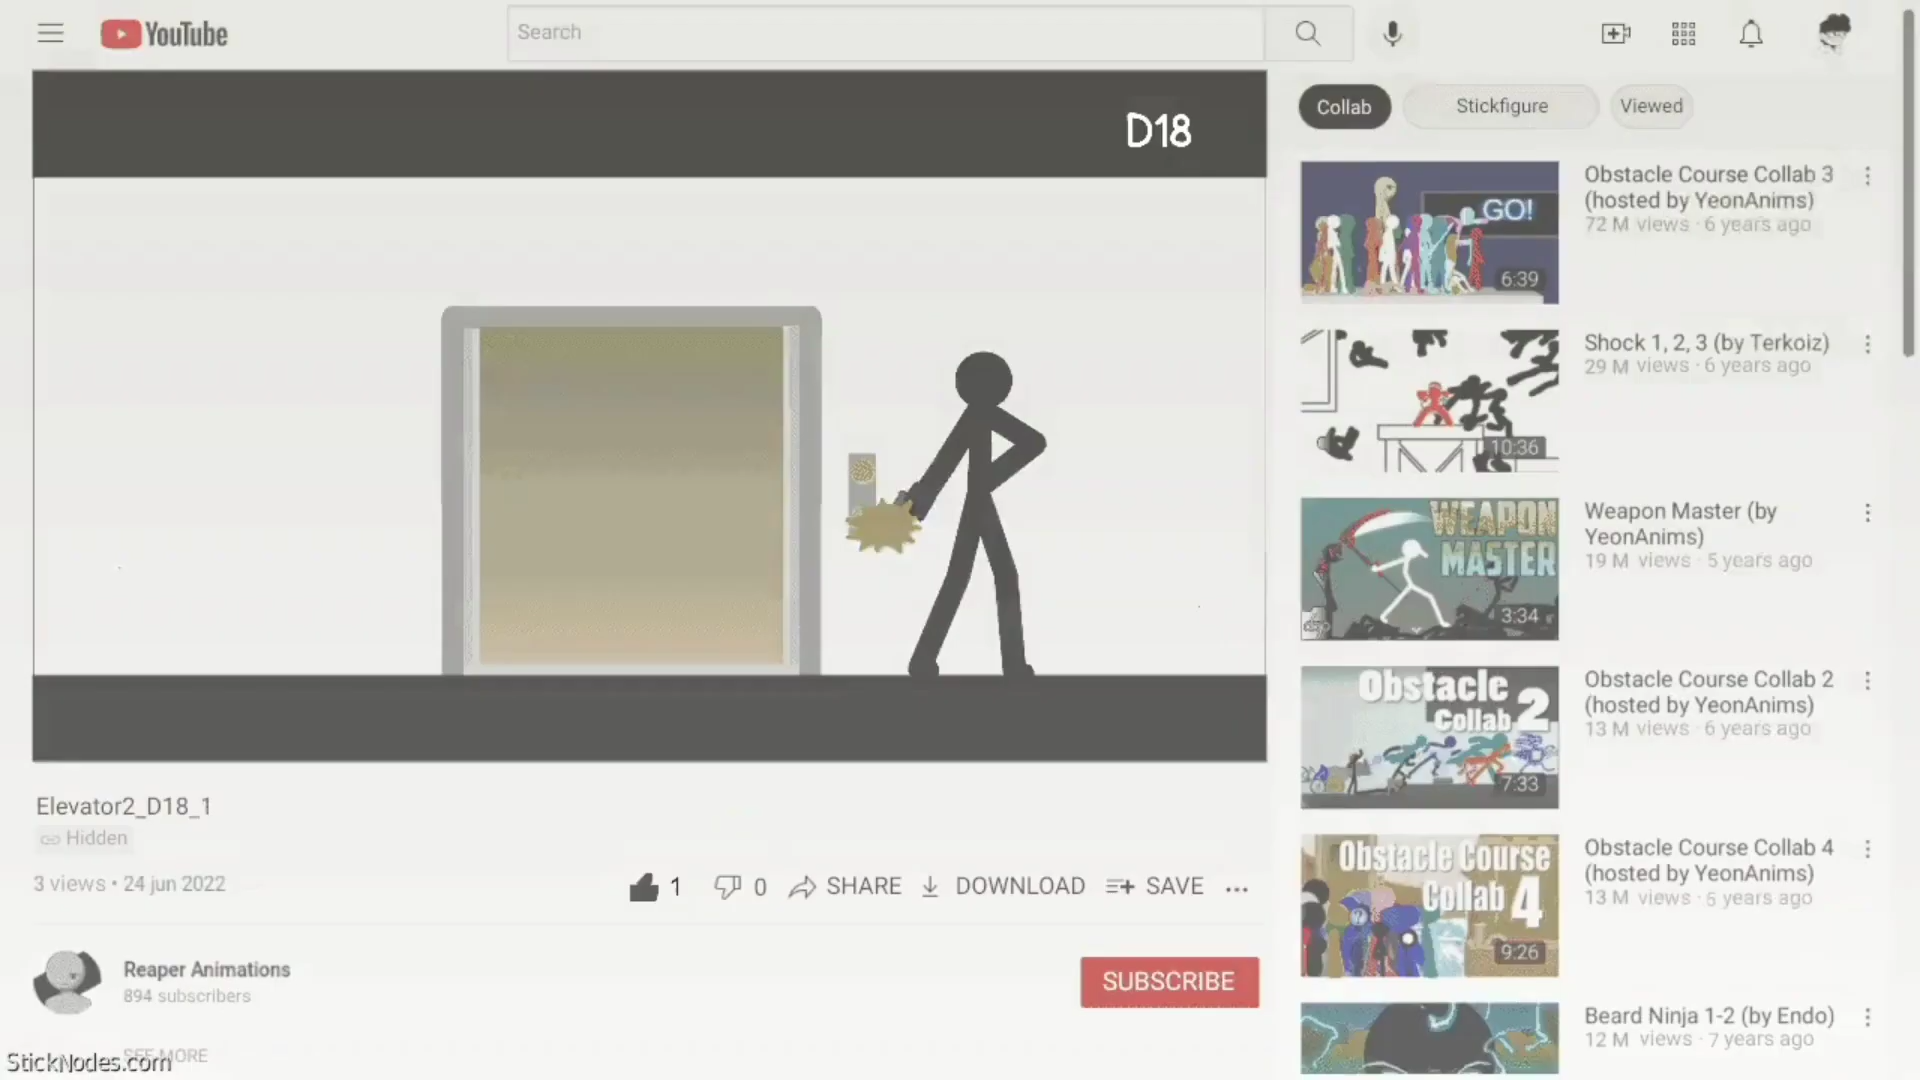 YouTube
Search
D18
Collab
Stickfigure
Viewed
GO!
6:39
Obstacle Course Collab 3
(hosted by YeonAnims)
72 M views · 6 years ago
10:36
Shock 1, 2, 3 (by Terkoiz)
29 M views · 6 years ago
WEAPON
MASTER
3:34
Weapon Master (by
YeonAnims)
19 M views · 5 years ago
Obstacle
Collab 2
7:33
Obstacle Course Collab 2
(hosted by YeonAnims)
13 M views · 6 years ago
Obstacle Course
Collab 4
9:26
Obstacle Course Collab 4
(hosted by YeonAnims)
13 M views · 5 years ago
Beard Ninja 1-2 (by Endo)
12 M views · 7 years ago
Elevator2_D18_1
Hidden
3 views • 24 jun 2022
1
0
SHARE
DOWNLOAD
SAVE
Reaper Animations
894 subscribers
SUBSCRIBE
SEE MORE
StickNodes.com